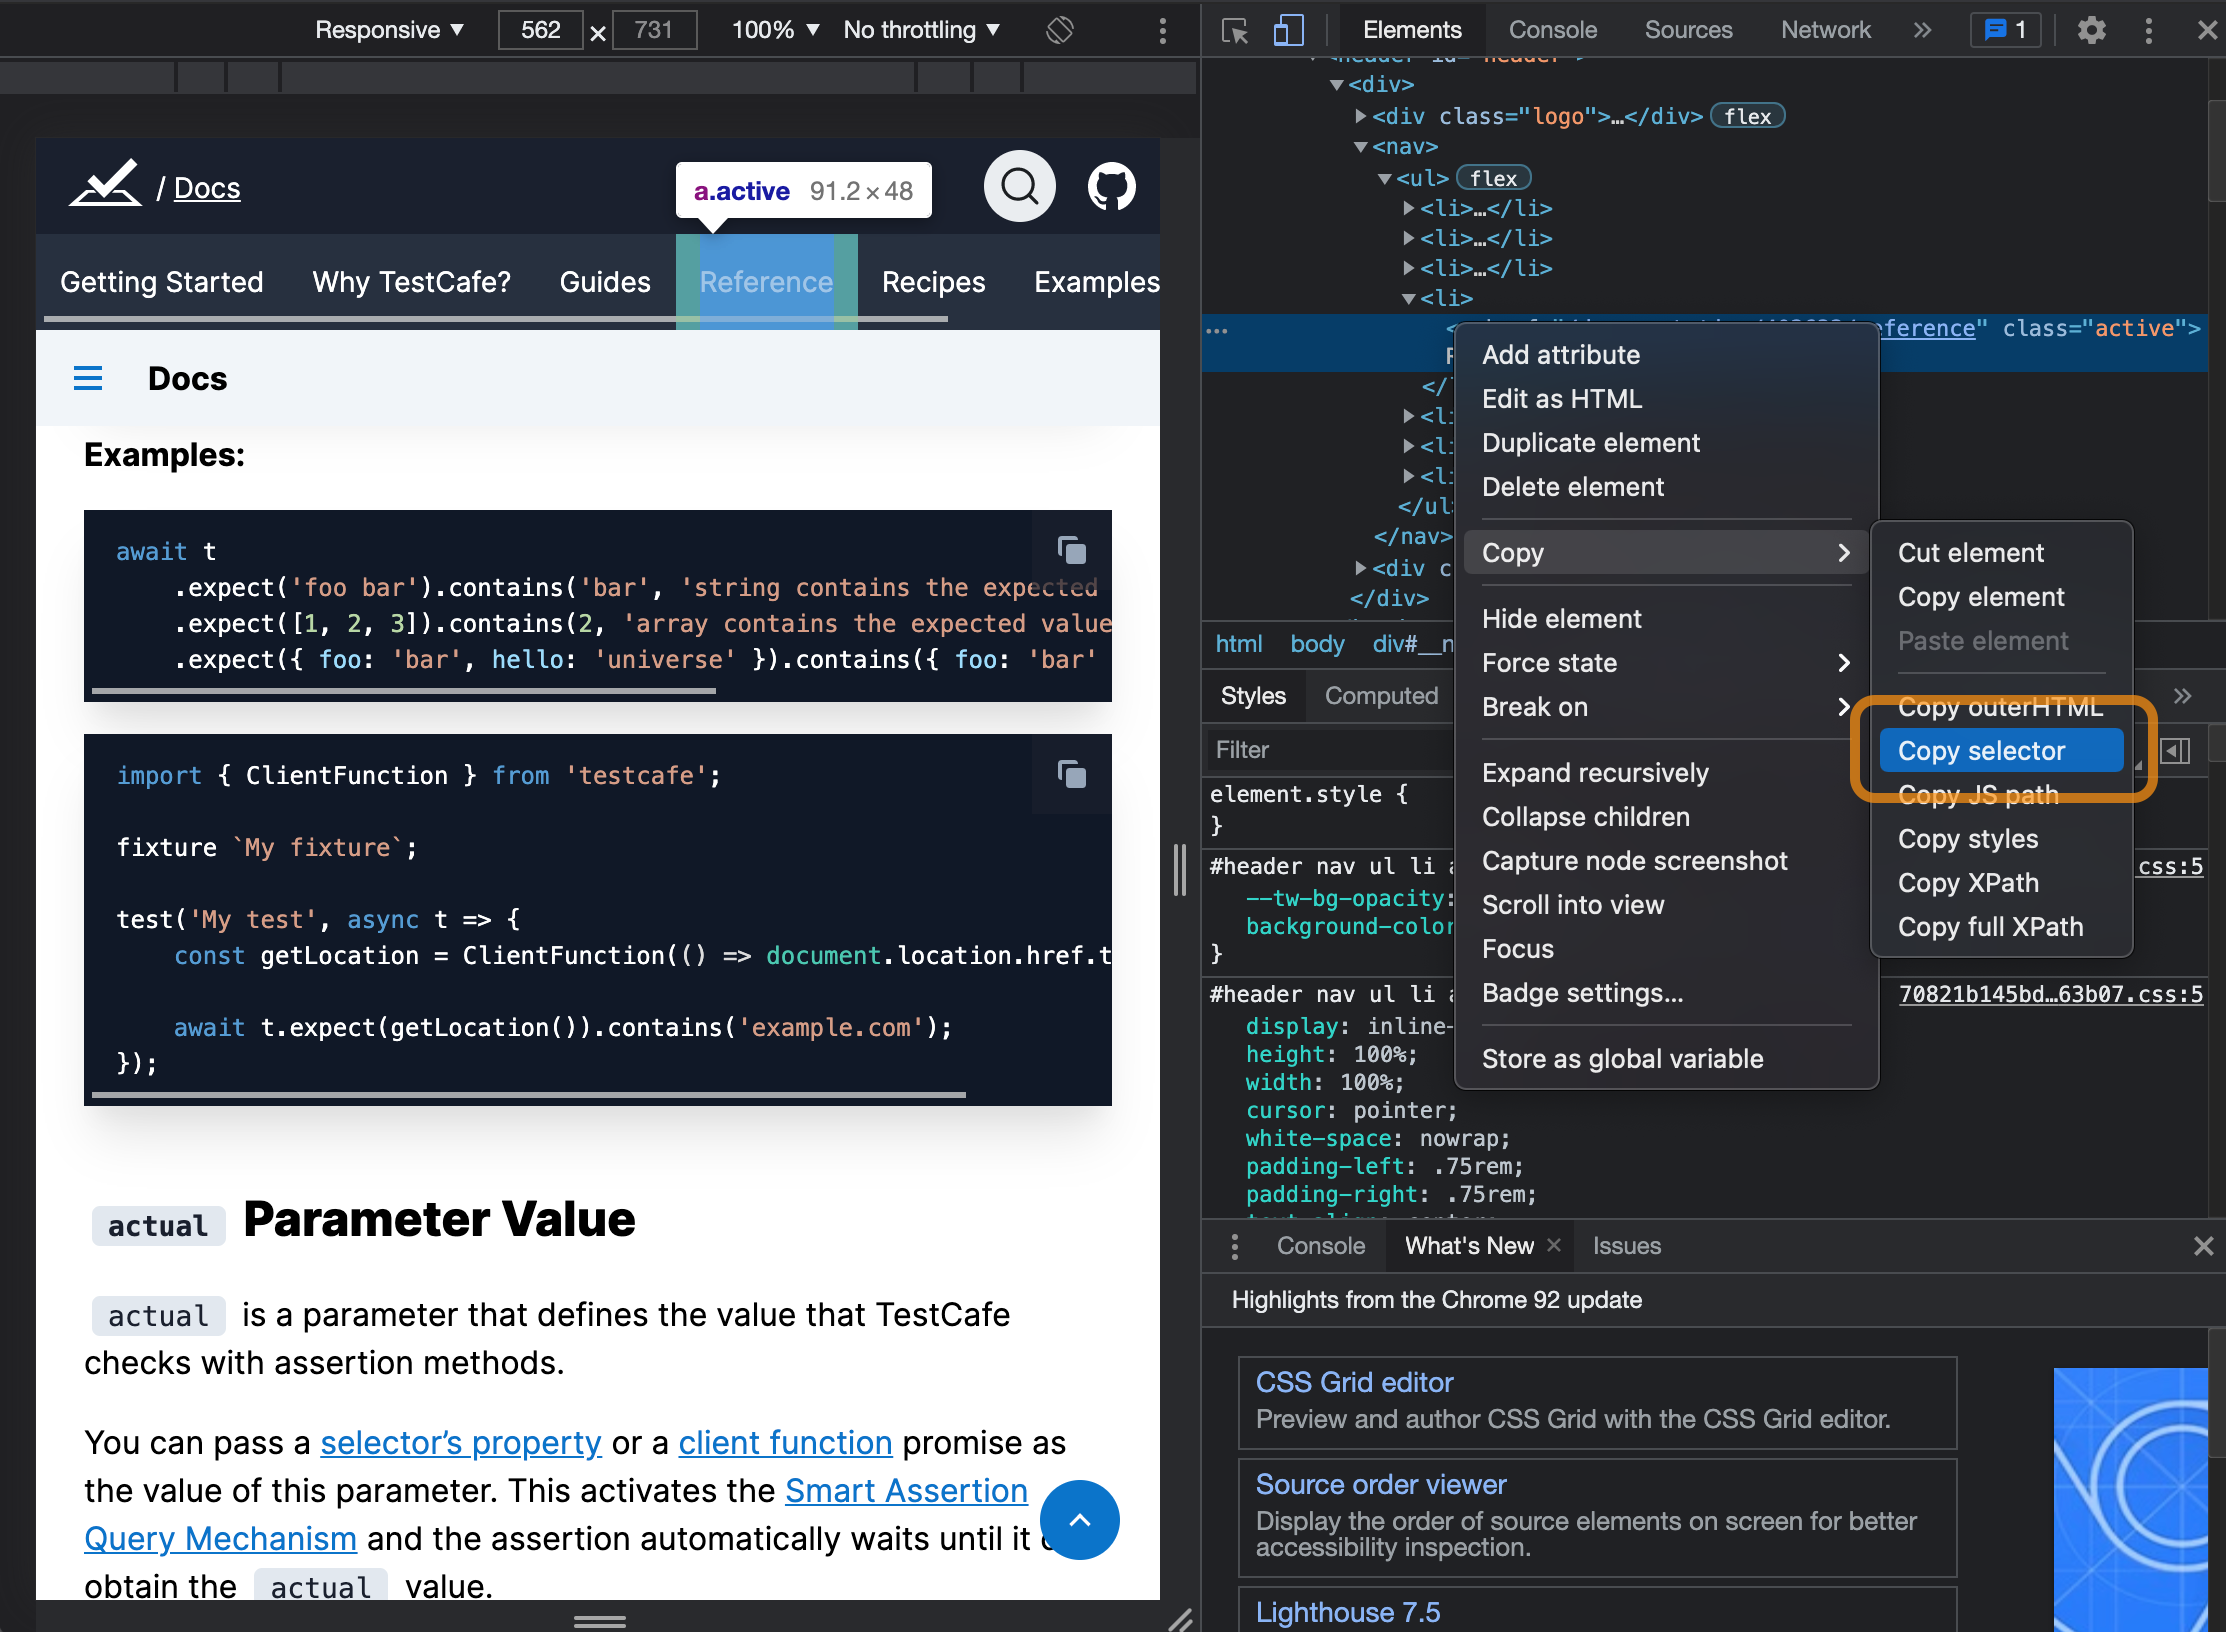 Responsive ▼ 562 × 731 100% ▼ No throttling ▼
/ Docs
a.active 91.2×48
Getting Started Why TestCafe? Guides Reference Recipes Examples
Docs
Examples:
await t
.expect('foo bar').contains('bar', 'string contains the expected
.expect([1, 2, 3]).contains(2, 'array contains the expected value
.expect({ foo: 'bar', hello: 'universe' }).contains({ foo: 'bar'
import { ClientFunction } from 'testcafe';
fixture `My fixture`;
test('My test', async t => {
const getLocation = ClientFunction(() => document.location.href.t
await t.expect(getLocation()).contains('example.com');
});
actual Parameter Value
actual is a parameter that defines the value that TestCafe
checks with assertion methods.
You can pass a selector’s property or a client function promise as
the value of this parameter. This activates the Smart Assertion
Query Mechanism and the assertion automatically waits until it
obtain the actual value.
Elements Console Sources Network » 1
<header id="header">
<div>
<div class="logo">…</div> flex
<nav>
<ul> flex
<li>…</li>
<li>…</li>
<li>…</li>
<li>
eference" class="active">
</
<li
<li
<li
</ul
</nav>
<div c
</div>
html body div#__n
Styles Computed »
Filter
element.style {
}
#header nav ul li a .css:5
--tw-bg-opacity:
background-color
}
#header nav ul li a 70821b145bd…63b07.css:5
display: inline-
height: 100%;
width: 100%;
cursor: pointer;
white-space: nowrap;
padding-left: .75rem;
padding-right: .75rem;
Add attribute
Edit as HTML
Duplicate element
Delete element
Copy
Hide element
Force state
Break on
Expand recursively
Collapse children
Capture node screenshot
Scroll into view
Focus
Badge settings...
Store as global variable
Cut element
Copy element
Paste element
Copy outerHTML
Copy selector
Copy JS path
Copy styles
Copy XPath
Copy full XPath
Console What's New × Issues
Highlights from the Chrome 92 update
CSS Grid editor
Preview and author CSS Grid with the CSS Grid editor.
Source order viewer
Display the order of source elements on screen for better
accessibility inspection.
Lighthouse 7.5